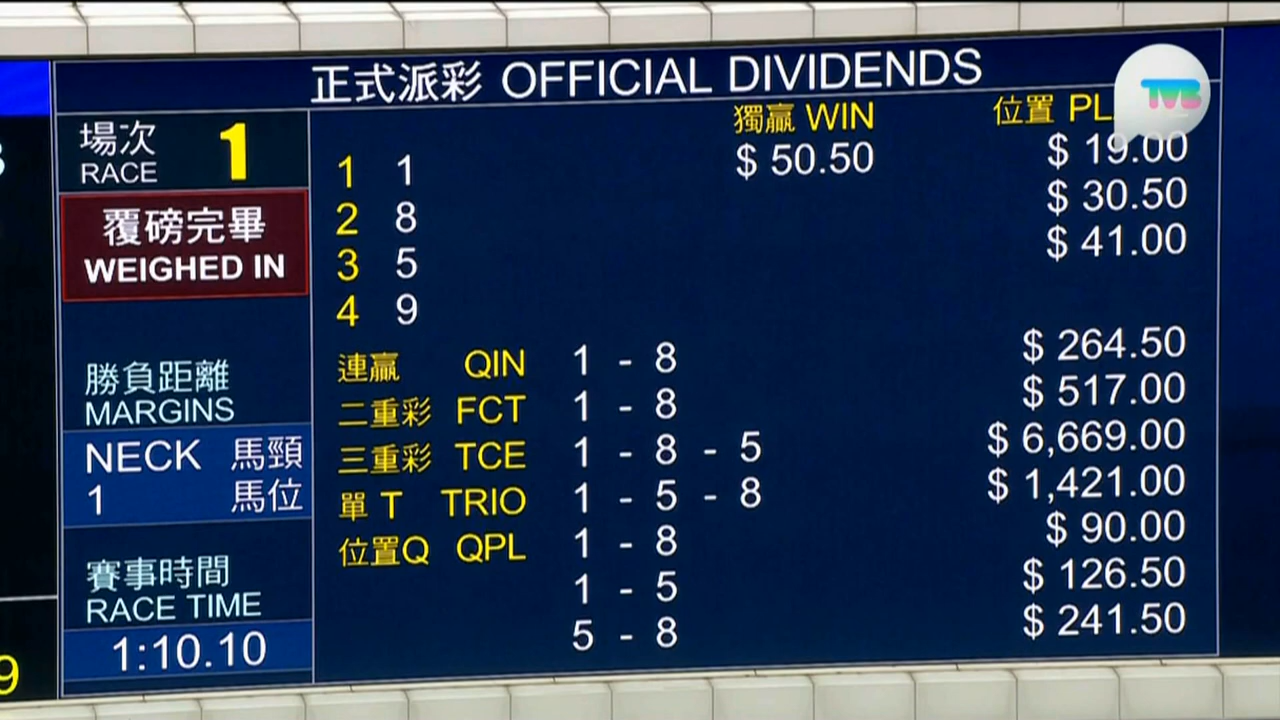 正式派彩 OFFICIAL DIVIDENDS
TVB
場次
RACE 1
覆磅完畢
WEIGHED IN
勝負距離
MARGINS
NECK 馬頸
1 馬位
賽事時間
RACE TIME
1:10.10
獨贏 WIN 位置 PL
1 1 $ 50.50 $ 19.00
2 8 $ 30.50
3 5 $ 41.00
4 9
連贏 QIN 1 - 8 $ 264.50
二重彩 FCT 1 - 8 $ 517.00
三重彩 TCE 1 - 8 - 5 $ 6,669.00
單T TRIO 1 - 5 - 8 $ 1,421.00
位置Q QPL 1 - 8 $ 90.00
1 - 5 $ 126.50
5 - 8 $ 241.50
9